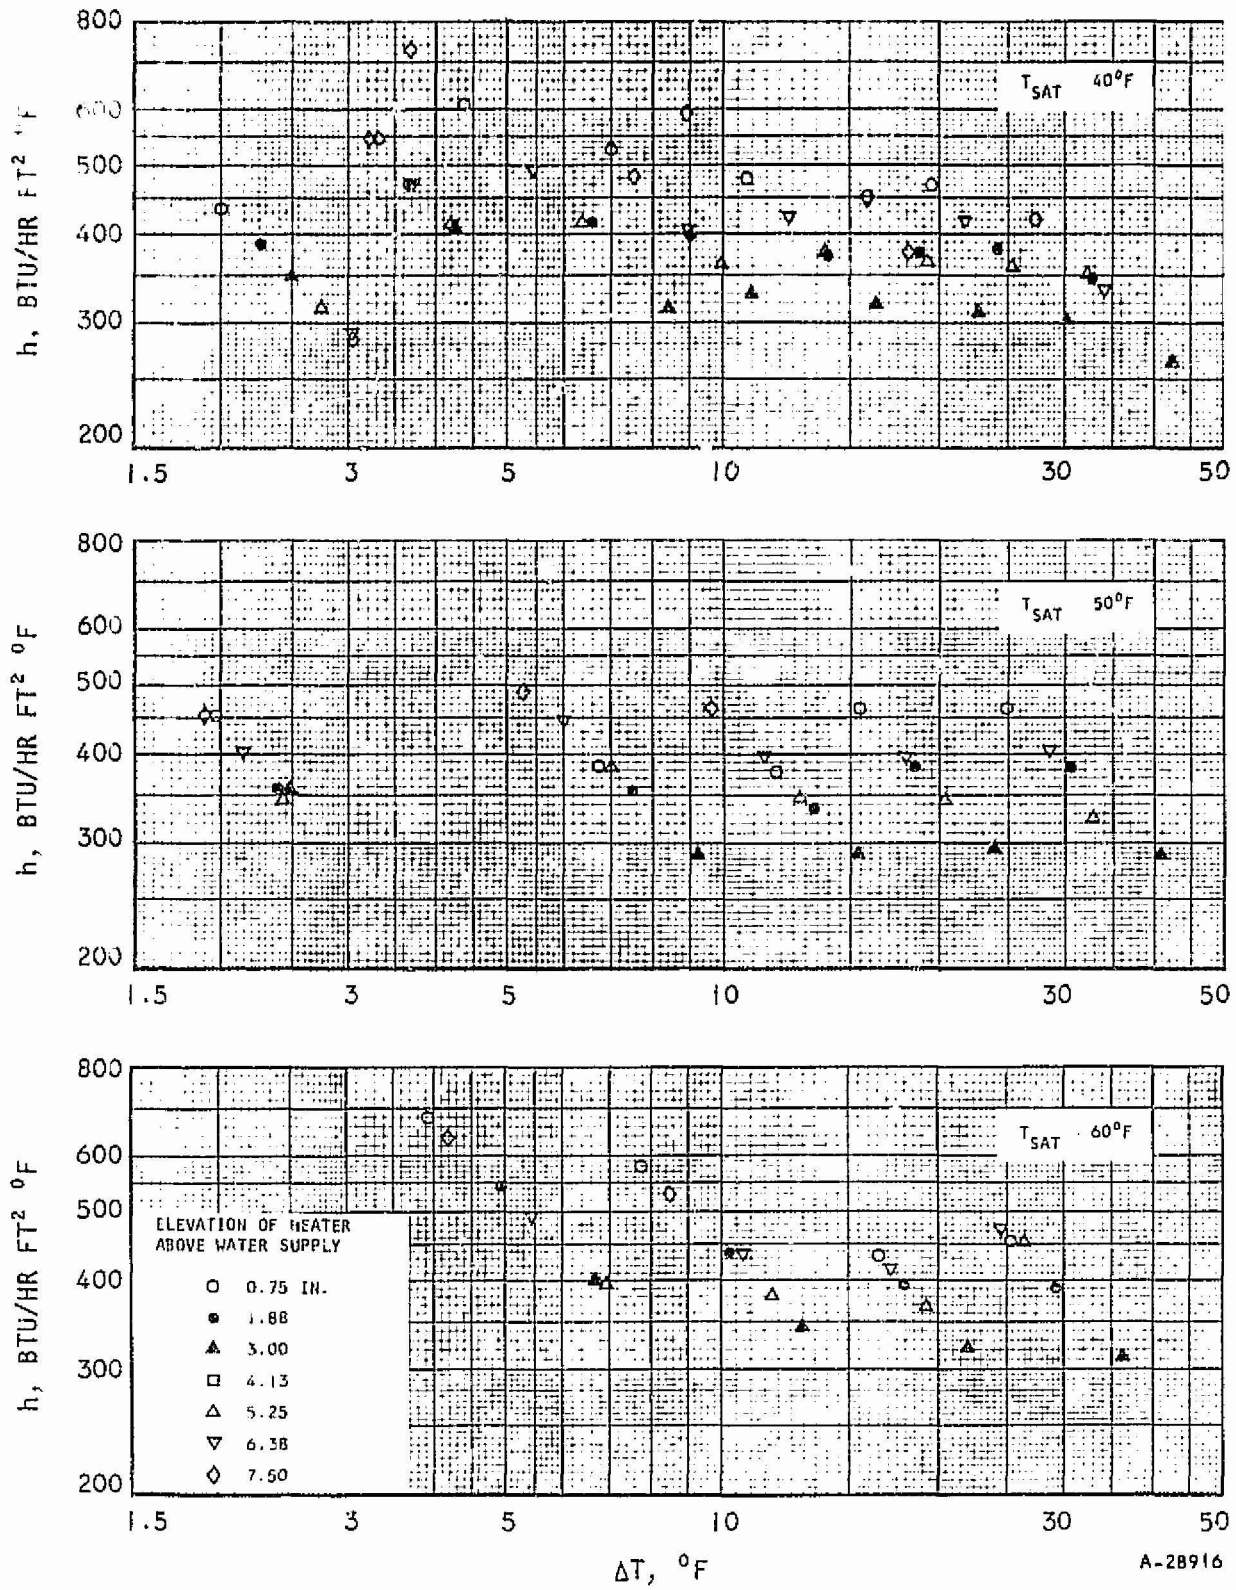 800
600
500
400
300
200
h, BTU/HR FT² °F
T SAT 40°F
1.5 3 5 10 30 50
800
600
500
400
300
200
h, BTU/HR FT² °F
T SAT 50°F
1.5 3 5 10 30 50
800
600
500
400
300
200
h, BTU/HR FT² °F
T SAT 60°F
ELEVATION OF HEATER
ABOVE WATER SUPPLY
0.75 IN.
1.88
3.00
4.13
5.25
6.38
7.50
1.5 3 5 10 30 50
ΔT, °F
A-28916